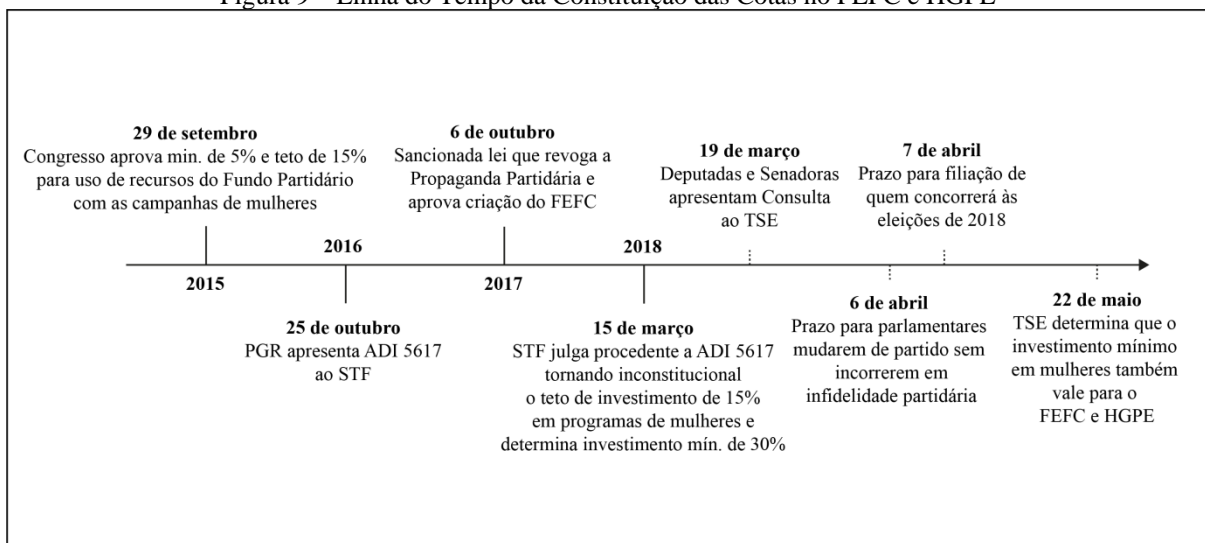 Figura 9 – Linha do Tempo da Constituição das Cotas no FEFC e HGPE
29 de setembro
Congresso aprova min. de 5% e teto de 15%
para uso de recursos do Fundo Partidário
com as campanhas de mulheres
6 de outubro
Sancionada lei que revoga a
Propaganda Partidária e
aprova criação do FEFC
19 de março
Deputadas e Senadoras
apresentam Consulta
ao TSE
7 de abril
Prazo para filiação de
quem concorrerá às
eleições de 2018
2016
2018
2015
2017
25 de outubro
PGR apresenta ADI 5617
ao STF
15 de março
STF julga procedente a ADI 5617
tornando inconstitucional
o teto de investimento de 15%
em programas de mulheres e
determina investimento mín. de 30%
6 de abril
Prazo para parlamentares
mudarem de partido sem
incorrerem em
infidelidade partidária
22 de maio
TSE determina que o
investimento mínimo
em mulheres também
vale para o
FEFC e HGPE